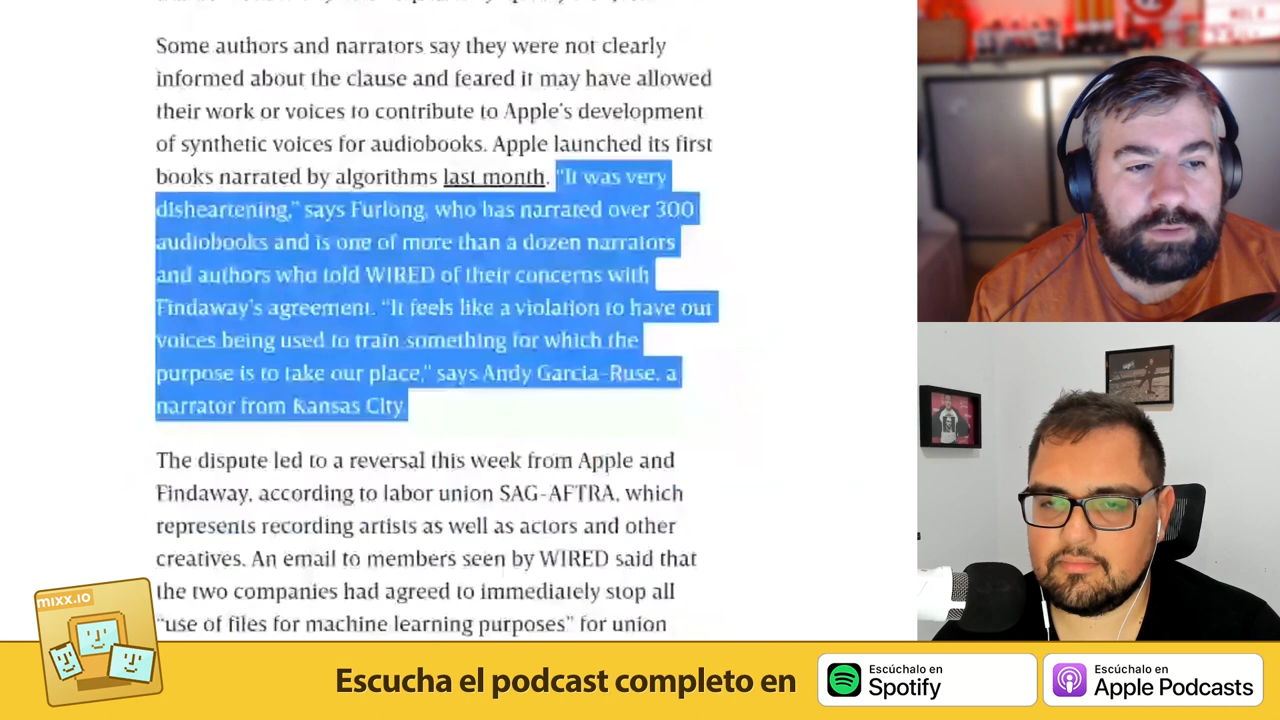 Some authors and narrators say they were not clearly
informed about the clause and feared it may have allowed
their work or voices to contribute to Apple's development
of synthetic voices for audiobooks. Apple launched its first
books narrated by algorithms last month. "It was very
disheartening," says Furlong, who has narrated over 300
audiobooks and is one of more than a dozen narrators
and authors who told WIRED of their concerns with
Findaway's agreement. "It feels like a violation to have our
voices being used to train something for which the
purpose is to take our place," says Andy Garcia-Ruse, a
narrator from Kansas City.
The dispute led to a reversal this week from Apple and
Findaway, according to labor union SAG-AFTRA, which
represents recording artists as well as actors and other
creatives. An email to members seen by WIRED said that
the two companies had agreed to immediately stop all
"use of files for machine learning purposes" for union
mixx.io
Escucha el podcast completo en
Escúchalo en
Spotify
Escúchalo en
Apple Podcasts